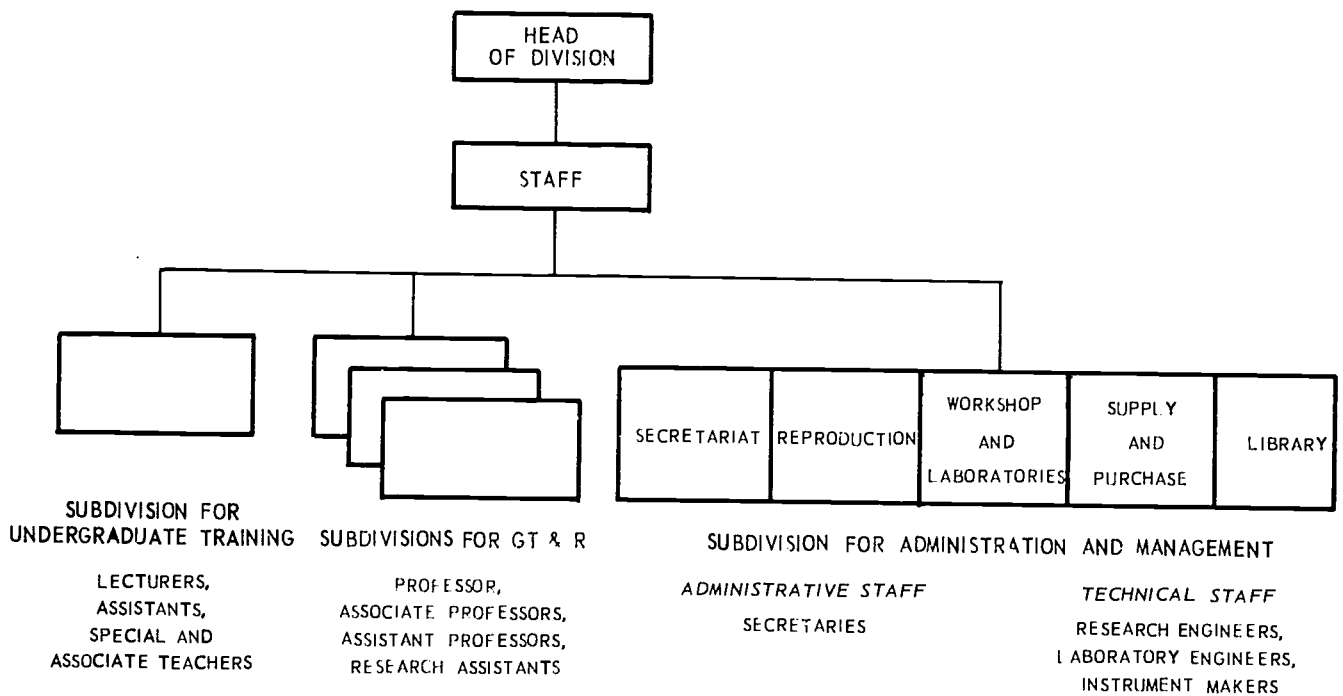 HEAD
OF DIVISION
STAFF
SECRETARIAT
REPRODUCTION
WORKSHOP
AND
LABORATORIES
SUPPLY
AND
PURCHASE
LIBRARY
SUBDIVISION FOR
UNDERGRADUATE TRAINING
LECTURERS,
ASSISTANTS,
SPECIAL AND
ASSOCIATE TEACHERS
SUBDIVISIONS FOR GT & R
PROFESSOR,
ASSOCIATE PROFESSORS,
ASSISTANT PROFESSORS,
RESEARCH ASSISTANTS
SUBDIVISION FOR ADMINISTRATION AND MANAGEMENT
ADMINISTRATIVE STAFF
SECRETARIES
TECHNICAL STAFF
RESEARCH ENGINEERS,
LABORATORY ENGINEERS,
INSTRUMENT MAKERS